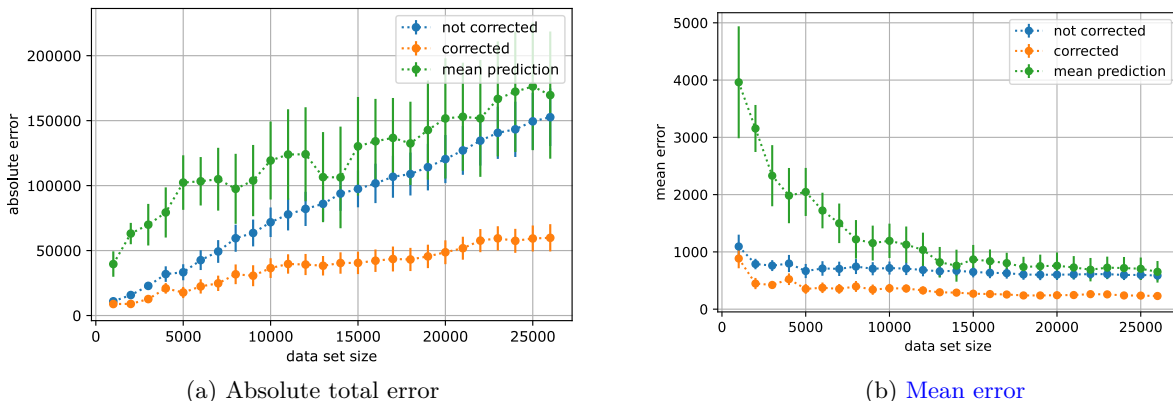 absolute error
200000
150000
100000
50000
0
0
5000
10000
15000
20000
25000
data set size
not corrected
corrected
mean prediction
(a) Absolute total error
mean error
5000
4000
3000
2000
1000
0
0
5000
10000
15000
20000
25000
data set size
not corrected
corrected
mean prediction
(b) Mean error